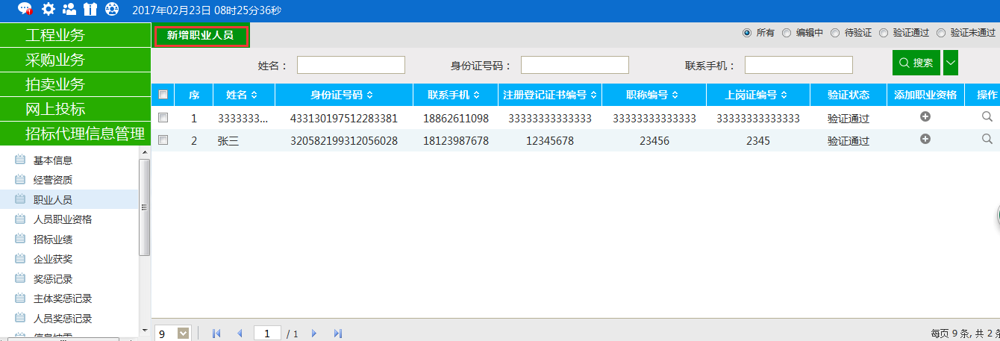 2017年02月23日 08时25分36秒
工程业务
采购业务
拍卖业务
网上投标
招标代理信息管理
基本信息
经营资质
职业人员
人员职业资格
招标业绩
企业获奖
奖惩记录
主体奖惩记录
人员奖惩记录
新增职业人员
所有 编辑中 待验证 验证通过 验证未通过
姓名： 身份证号码： 联系手机： 搜索
序 姓名 身份证号码 联系手机 注册登记证书编号 职称编号 上岗证编号 验证状态 添加职业资格 操作
1 3333333... 433130197512283381 18862611098 33333333333333 33333333333333 33333333333333 验证通过
2 张三 320582199312056028 18123987678 12345678 23456 2345 验证通过
9 1 / 1 每页 9 条, 共 2 条